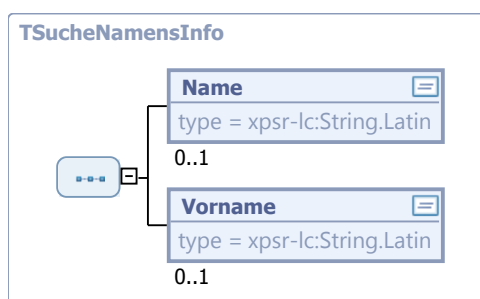 TSucheNamensInfo
Name
type = xpsr-lc:String.Latin
0..1
Vorname
type = xpsr-lc:String.Latin
0..1